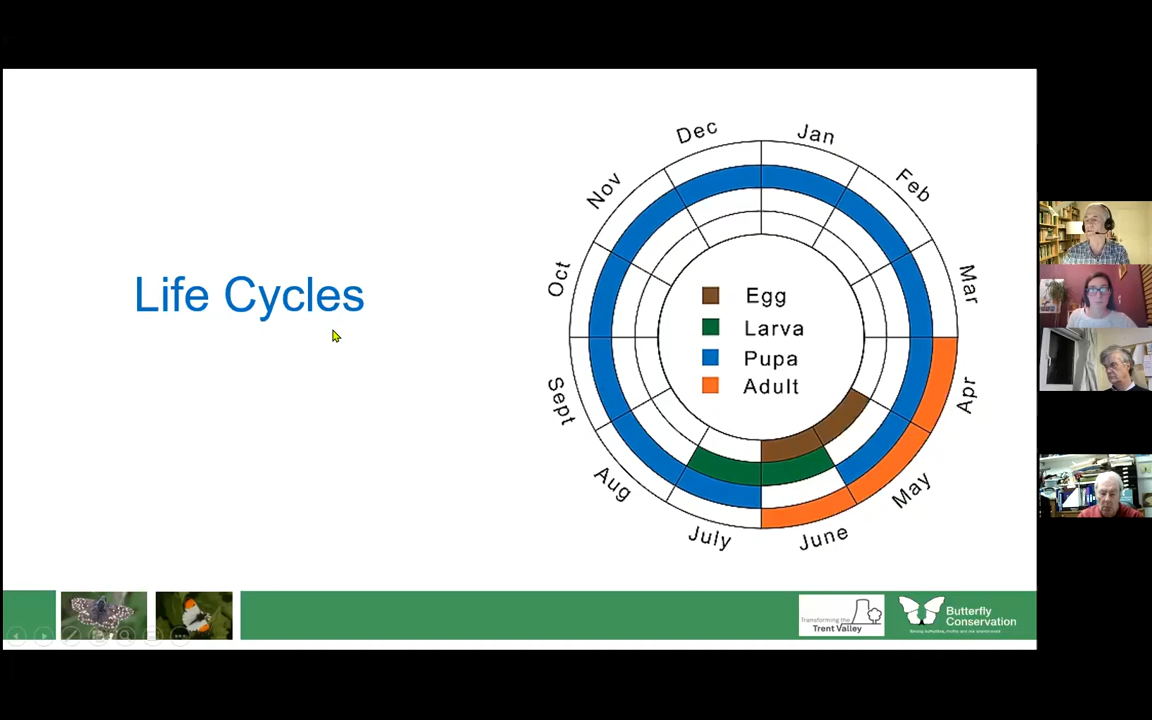 Life Cycles
Dec
Jan
Nov
Feb
Oct
Mar
Sept
Apr
Aug
May
July
June
Egg
Larva
Pupa
Adult
Transforming the
Trent Valley
Butterfly
Conservation